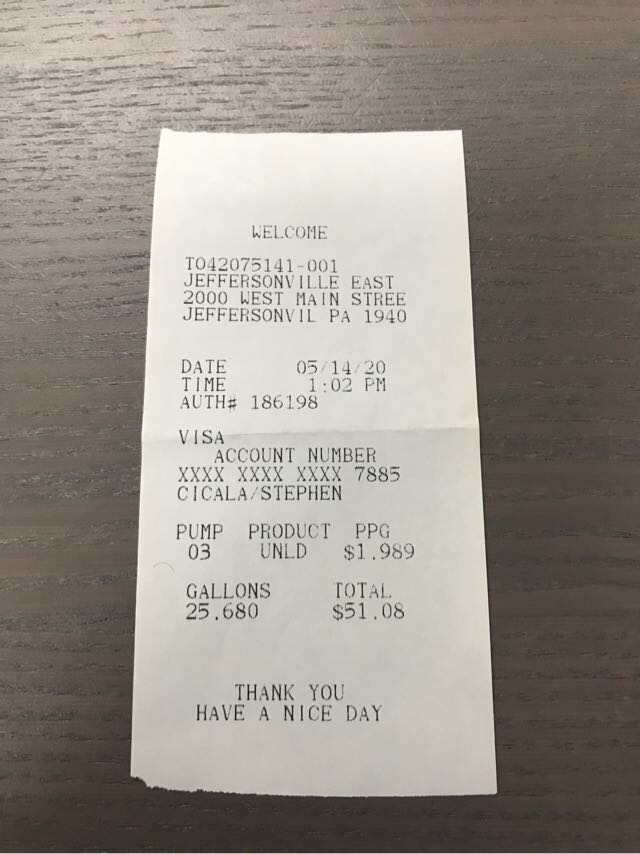 WELCOME
TO42075141-001
JEFFERSONVILLE EAST
2000 WEST MAIN STREE
JEFFERSONVIL PA 1940
DATE 05/14/20
TIME 1:02 PM
AUTH# 186198
VISA
ACCOUNT NUMBER
XXXX XXXX XXXX 7885
CICALA/STEPHEN
PUMP PRODUCT PPG
03 UNLD $1.989
GALLONS TOTAL
25.680 $51.08
THANK YOU
HAVE A NICE DAY